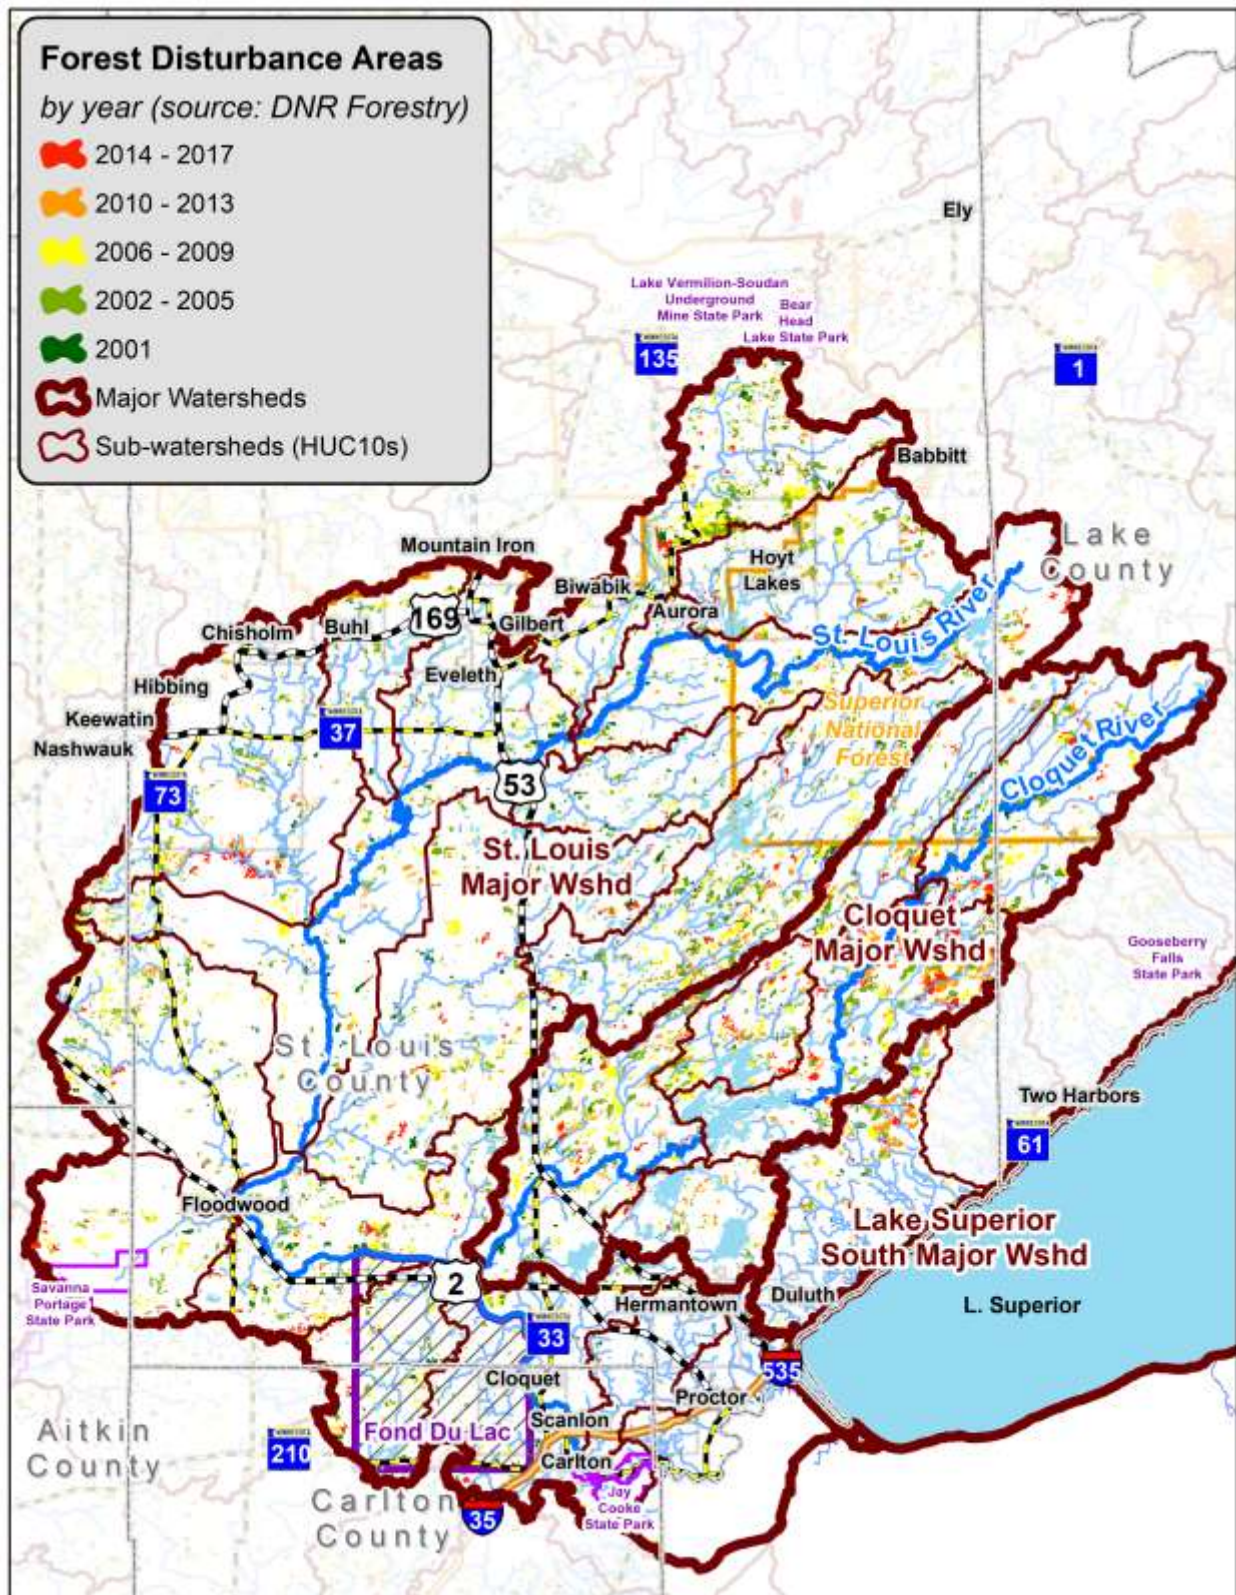 Forest Disturbance Areas
by year (source: DNR Forestry)
2014 - 2017
2010 - 2013
2006 - 2009
2002 - 2005
2001
Major Watersheds
Sub-watersheds (HUC10s)
Ely
Lake Vermilion-Soudan
Underground
Mine State Park
Bear
Head
Lake State Park
135
1
Babbitt
Lake
County
Mountain Iron
Hoyt
Lakes
Biwabik
Aurora
169
Gilbert
Chisholm
Buhl
St. Louis River
Eveleth
Hibbing
Keewatin
Nashwauk
37
Superior
National
Forest
Cloquet River
73
53
St. Louis
Major Wshd
Cloquet
Major Wshd
Gooseberry
Falls
State Park
St. Louis
County
Two Harbors
61
Floodwood
Lake Superior
South Major Wshd
Savanna
Portage
State Park
2
Hermantown
Duluth
L. Superior
33
535
Cloquet
Proctor
Scanlon
Fond Du Lac
Aitkin
County
210
Carlton
Carlton
County
35
Jay
Cooke
State Park